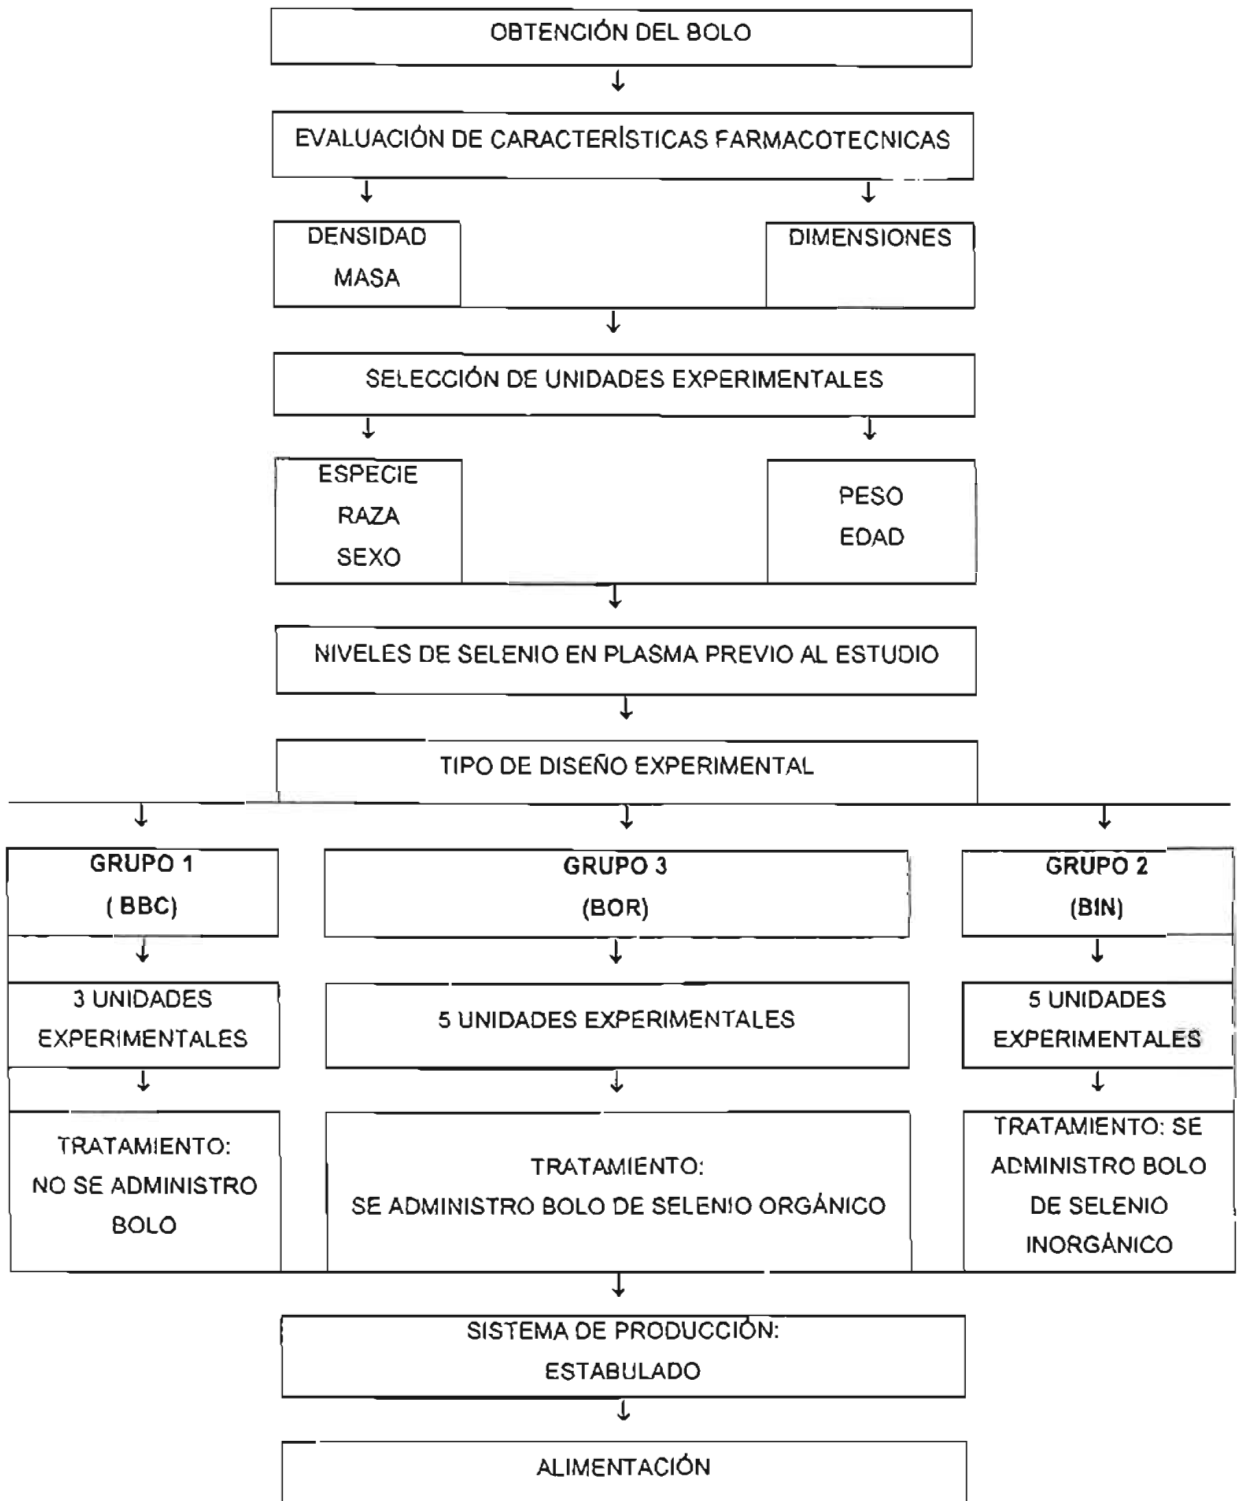 OBTENCIÓN DEL BOLO
EVALUACIÓN DE CARACTERÍSTICAS FARMACOTECNICAS
DENSIDAD
MASA
DIMENSIONES
SELECCIÓN DE UNIDADES EXPERIMENTALES
ESPECIE
RAZA
SEXO
PESO
EDAD
NIVELES DE SELENIO EN PLASMA PREVIO AL ESTUDIO
TIPO DE DISEÑO EXPERIMENTAL
GRUPO 1
( BBC)
GRUPO 3
(BOR)
GRUPO 2
(BIN)
3 UNIDADES
EXPERIMENTALES
5 UNIDADES EXPERIMENTALES
5 UNIDADES
EXPERIMENTALES
TRATAMIENTO:
NO SE ADMINISTRO
BOLO
TRATAMIENTO:
SE ADMINISTRO BOLO DE SELENIO ORGÁNICO
TRATAMIENTO: SE
ADMINISTRO BOLO
DE SELENIO
INORGÁNICO
SISTEMA DE PRODUCCIÓN:
ESTABULADO
ALIMENTACIÓN